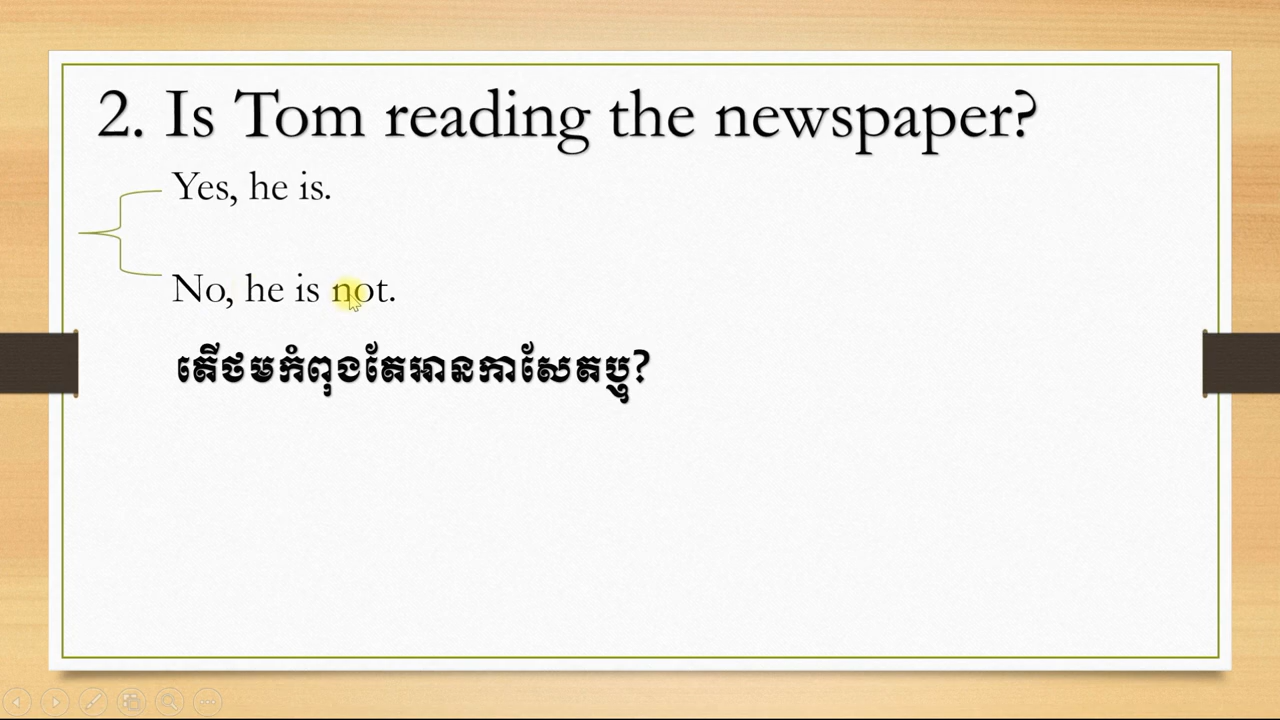 2. Is Tom reading the newspaper?
Yes, he is.
No, he is not.
តើថមកំពុងតែអានកាសែតឬ?